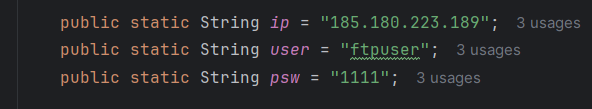 public static String ip = "185.180.223.189"; 3 usages
public static String user = "ftpuser"; 3 usages
public static String psw = "1111"; 3 usages